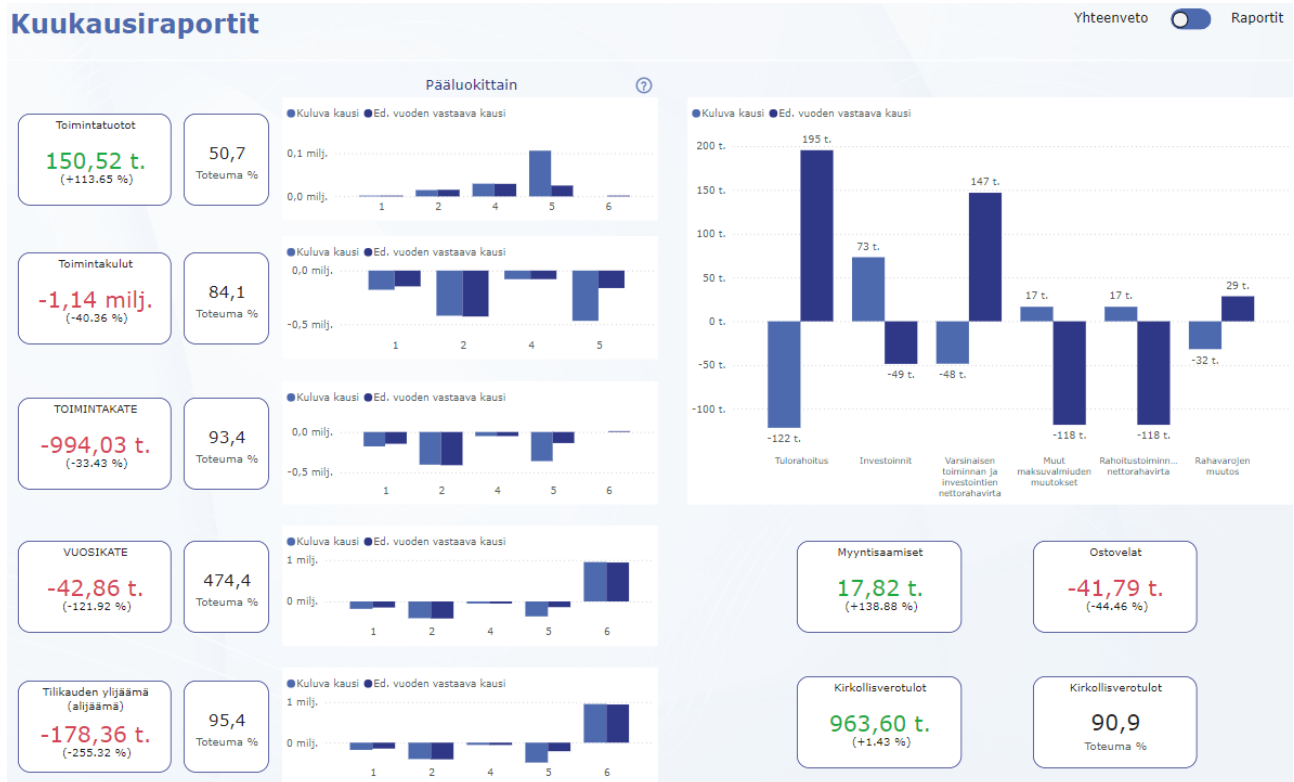 Kuukausiraportit
Yhteenveto Raportit
Pääluokittain ?
Toimintatuotot
150,52 t.
(+113.65 %)
50,7
Toteuma %
Kuluva kausi Ed. vuoden vastaava kausi
0,1 milj.
0,0 milj.
1 2 4 5 6
Toimintakulut
-1,14 milj.
(-40.36 %)
84,1
Toteuma %
Kuluva kausi Ed. vuoden vastaava kausi
0,0 milj.
-0,5 milj.
1 2 4 5
TOIMINTAKATE
-994,03 t.
(-33.43 %)
93,4
Toteuma %
Kuluva kausi Ed. vuoden vastaava kausi
0,0 milj.
-0,5 milj.
1 2 4 5 6
VUOSIKATE
-42,86 t.
(-121.92 %)
474,4
Toteuma %
Kuluva kausi Ed. vuoden vastaava kausi
1 milj.
0 milj.
1 2 4 5 6
Tilikauden ylijäämä
(alijäämä)
-178,36 t.
(-255.32 %)
95,4
Toteuma %
Kuluva kausi Ed. vuoden vastaava kausi
1 milj.
0 milj.
1 2 4 5 6
Kuluva kausi Ed. vuoden vastaava kausi
200 t.
150 t.
100 t.
50 t.
0 t.
-50 t.
-100 t.
195 t.
147 t.
73 t.
17 t.
17 t.
29 t.
-49 t.
-48 t.
-32 t.
-122 t.
-118 t.
-118 t.
Tulorahoitus
Investoinnit
Varsinaisen
toiminnan ja
investointien
nettorahavirta
Muut
maksuvalmiuden
muutokset
Rahoitustoiminn...
nettorahavirta
Rahavarojen
muutos
Myyntisaamiset
17,82 t.
(+138.88 %)
Ostovelat
-41,79 t.
(-44.46 %)
Kirkollisverotulot
963,60 t.
(+1.43 %)
Kirkollisverotulot
90,9
Toteuma %